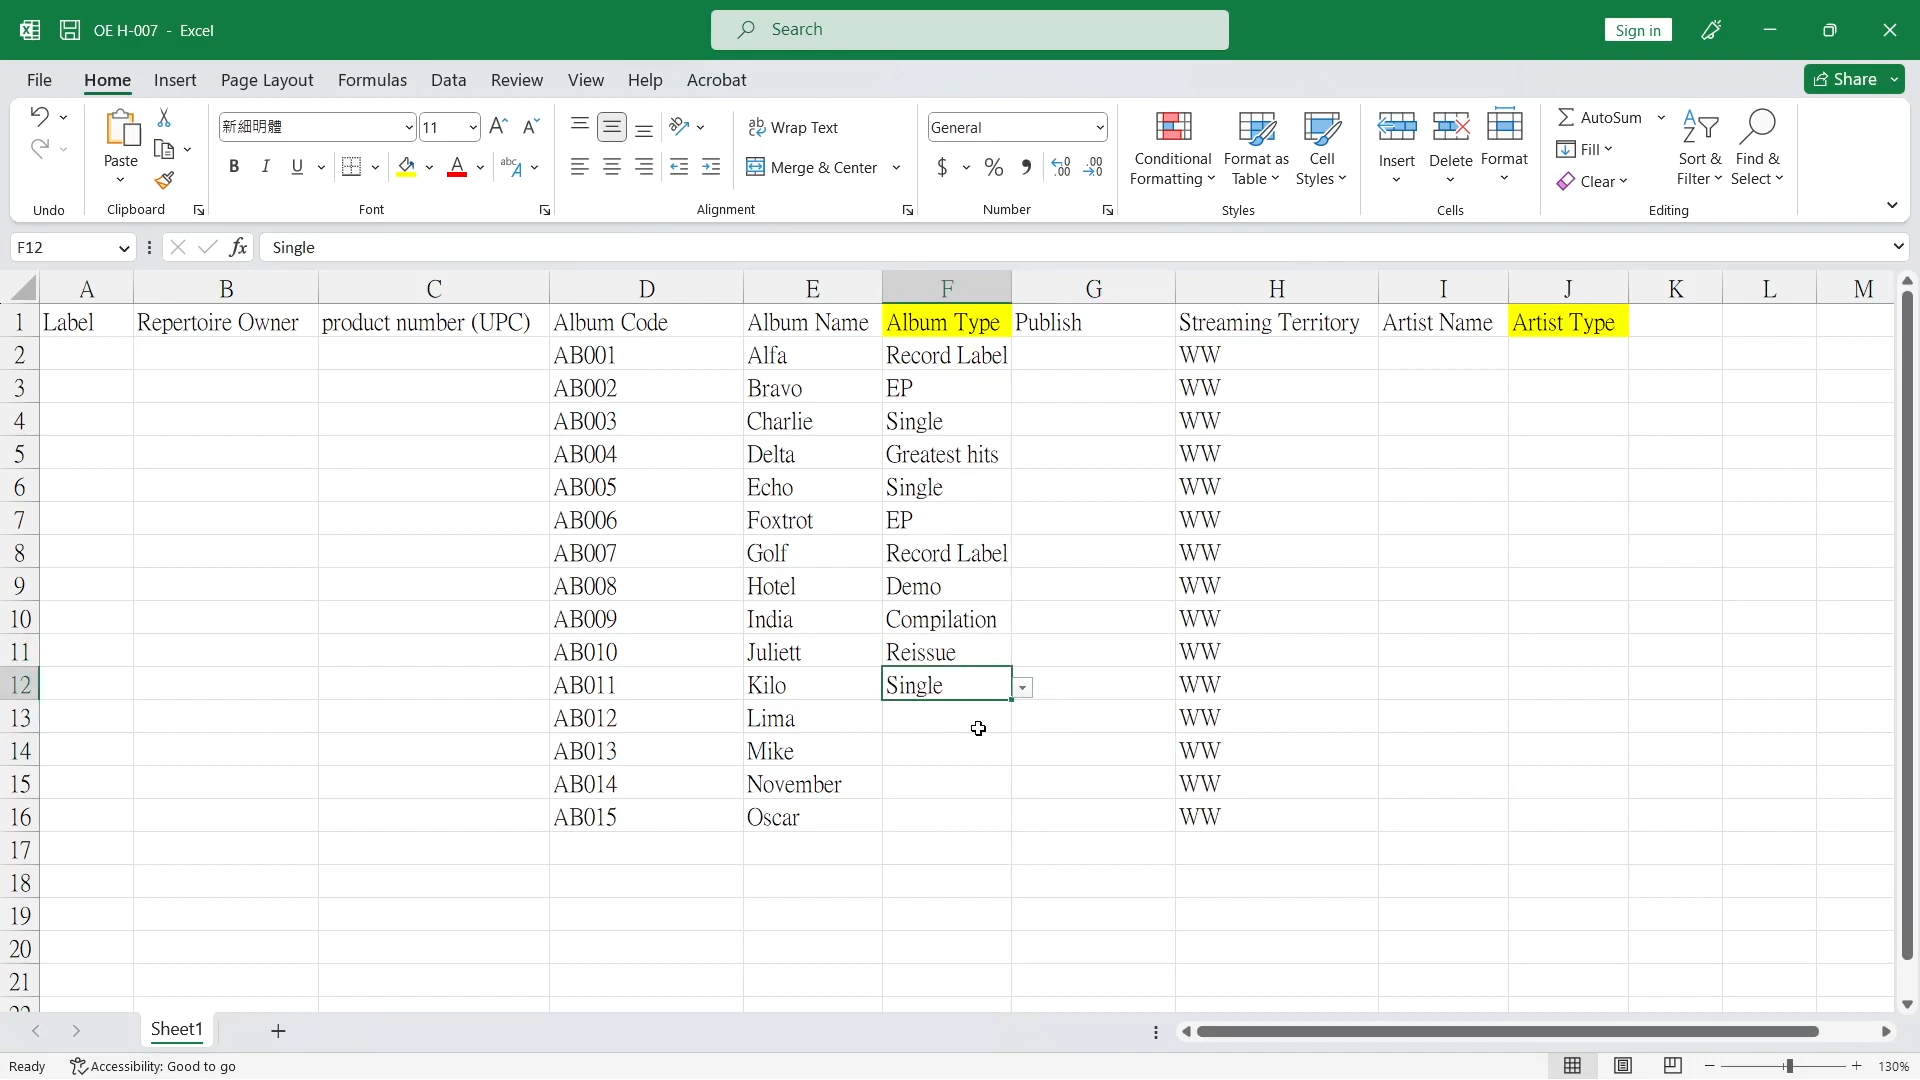 OE H-007 - Excel
Search
Sign in
File Home Insert Page Layout Formulas Data Review View Help Acrobat
Share
新細明體 11
Wrap Text
General
Paste
B I U
Merge & Center
$ % ,
Conditional Formatting
Format as Table
Cell Styles
Insert Delete Format
AutoSum
Fill
Clear
Sort & Filter
Find & Select
Undo Clipboard Font Alignment Number Styles Cells Editing
F12 fx Single
A B C D E F G H I J K L M
1 Label Repertoire Owner product number (UPC) Album Code Album Name Album Type Publish Streaming Territory Artist Name Artist Type
2 AB001 Alfa Record Label WW
3 AB002 Bravo EP WW
4 AB003 Charlie Single WW
5 AB004 Delta Greatest hits WW
6 AB005 Echo Single WW
7 AB006 Foxtrot EP WW
8 AB007 Golf Record Label WW
9 AB008 Hotel Demo WW
10 AB009 India Compilation WW
11 AB010 Juliett Reissue WW
12 AB011 Kilo Single WW
13 AB012 Lima WW
14 AB013 Mike WW
15 AB014 November WW
16 AB015 Oscar WW
17
18
19
20
21
Sheet1
Ready Accessibility: Good to go 130%